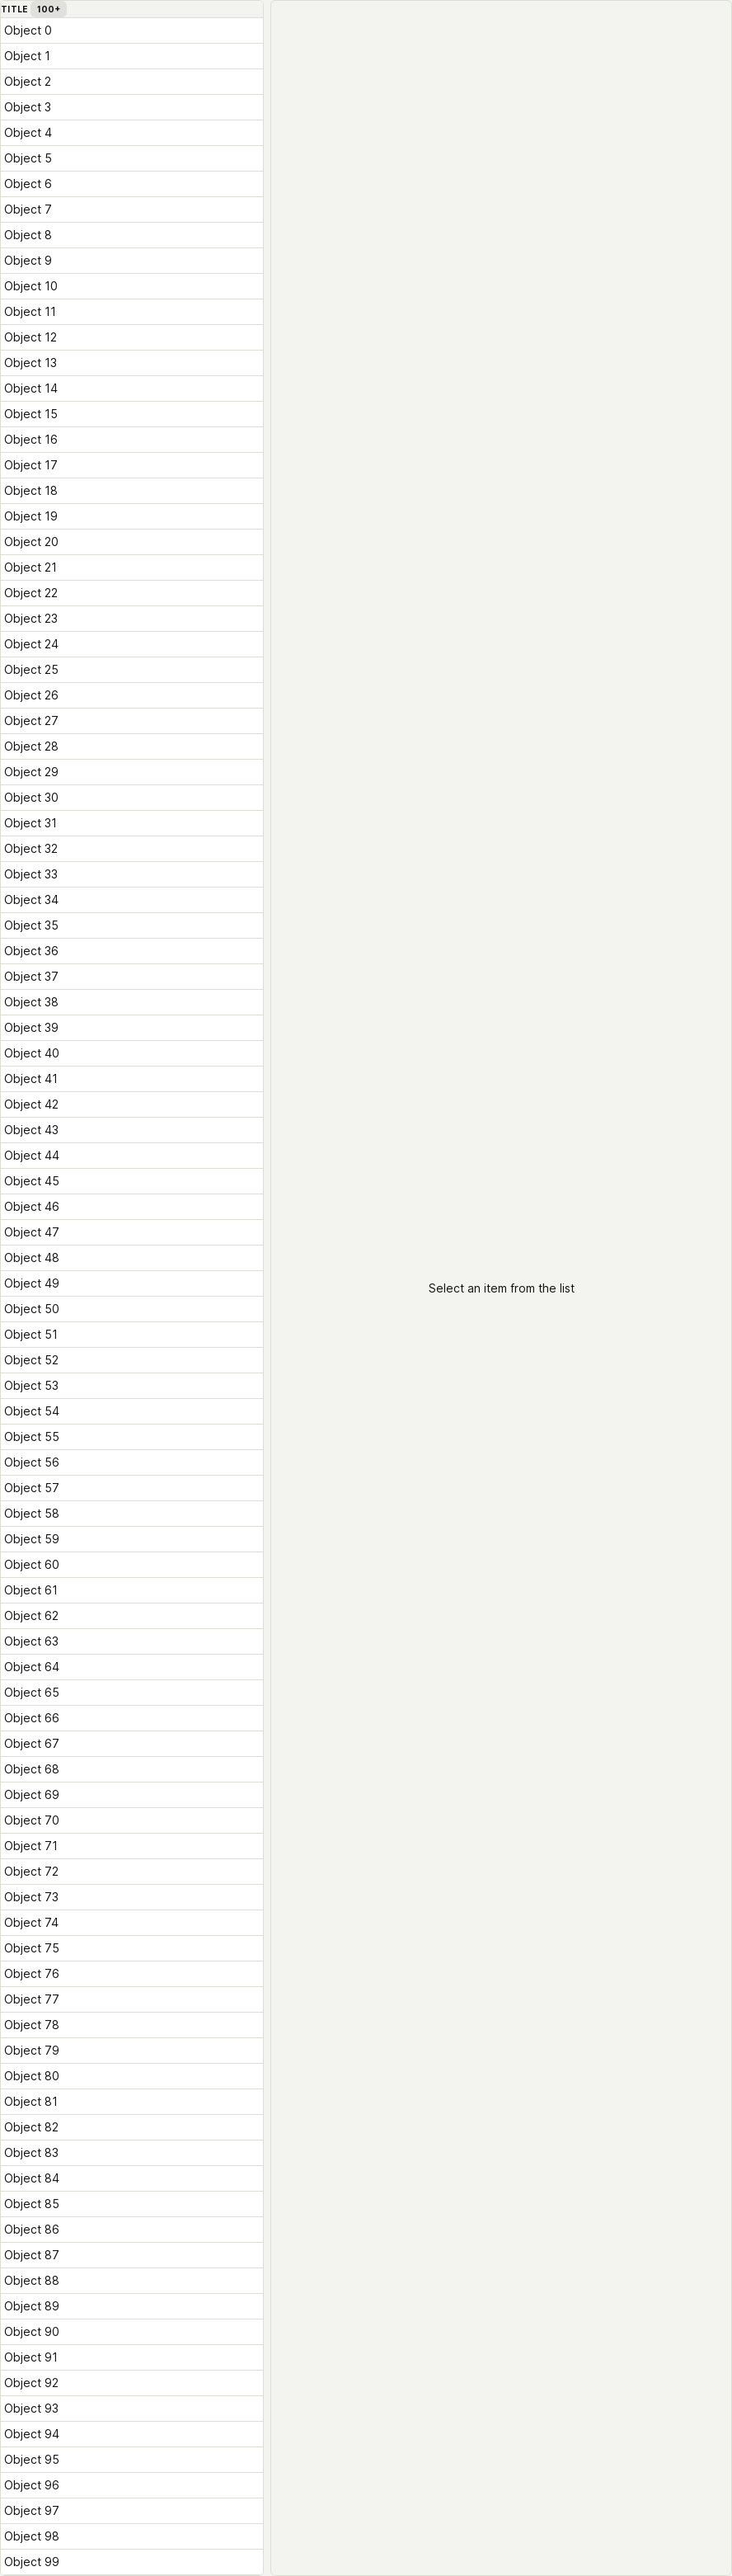 TITLE 100+
Object 0
Object 1
Object 2
Object 3
Object 4
Object 5
Object 6
Object 7
Object 8
Object 9
Object 10
Object 11
Object 12
Object 13
Object 14
Object 15
Object 16
Object 17
Object 18
Object 19
Object 20
Object 21
Object 22
Object 23
Object 24
Object 25
Object 26
Object 27
Object 28
Object 29
Object 30
Object 31
Object 32
Object 33
Object 34
Object 35
Object 36
Object 37
Object 38
Object 39
Object 40
Object 41
Object 42
Object 43
Object 44
Object 45
Object 46
Object 47
Object 48
Object 49
Object 50
Object 51
Object 52
Object 53
Object 54
Object 55
Object 56
Object 57
Object 58
Object 59
Object 60
Object 61
Object 62
Object 63
Object 64
Object 65
Object 66
Object 67
Object 68
Object 69
Object 70
Object 71
Object 72
Object 73
Object 74
Object 75
Object 76
Object 77
Object 78
Object 79
Object 80
Object 81
Object 82
Object 83
Object 84
Object 85
Object 86
Object 87
Object 88
Object 89
Object 90
Object 91
Object 92
Object 93
Object 94
Object 95
Object 96
Object 97
Object 98
Object 99
Select an item from the list